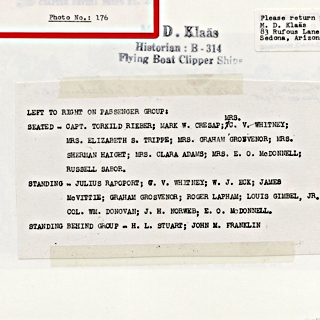 Photo No.: 176
D. Klaäs
Historian: B-314
Flying Boat Clipper Ships
Please return
M. D. Klaäs
83 Rufous Lane
Sedona, Arizon
LEFT TO RIGHT ON PASSENGER GROUP:
MRS.
SEATED - CAPT. TORKILD RIEBER; MARK W. CRESAP; C. V. WHITNEY;
MRS. ELIZABETH S. TRIPPE; MRS. GRAHAM GROSVENOR; MRS.
SHERMAN HAIGHT; MRS. CLARA ADAMS; MRS. E. O. McDONNELL;
RUSSELL SABOR.
STANDING - JULIUS RAPOPORT; G. V. WHITNEY; W. J. ECK; JAMES
McVITTIE; GRAHAM GROSVENOR; ROGER LAPHAM; LOUIS GIMBEL, JR.
COL. WM. DONOVAN; J. H. NORWEB; E. O. McDONNELL.
STANDING BEHIND GROUP - H. L. STUART; JOHN M. FRANKLIN